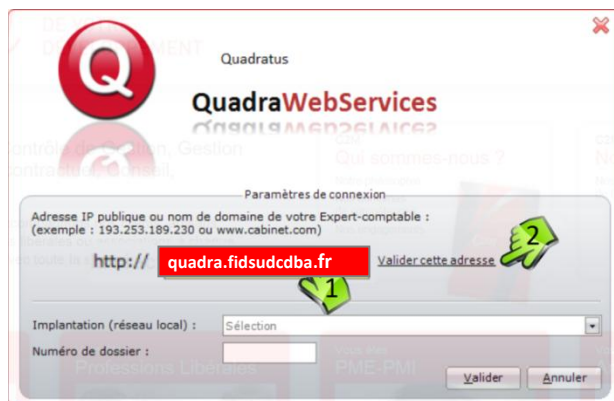 Quadratus
QuadraWebServices
Paramètres de connexion
Adresse IP publique ou nom de domaine de votre Expert-comptable :
(exemple : 193.253.189.230 ou www.cabinet.com)
http:// quadra.fidsudcdba.fr Valider cette adresse 2
1
Implantation (réseau local) : Sélection
Numéro de dossier :
Professions Libérales PME-PMI
Valider Annuler
Qui sommes-nous ?